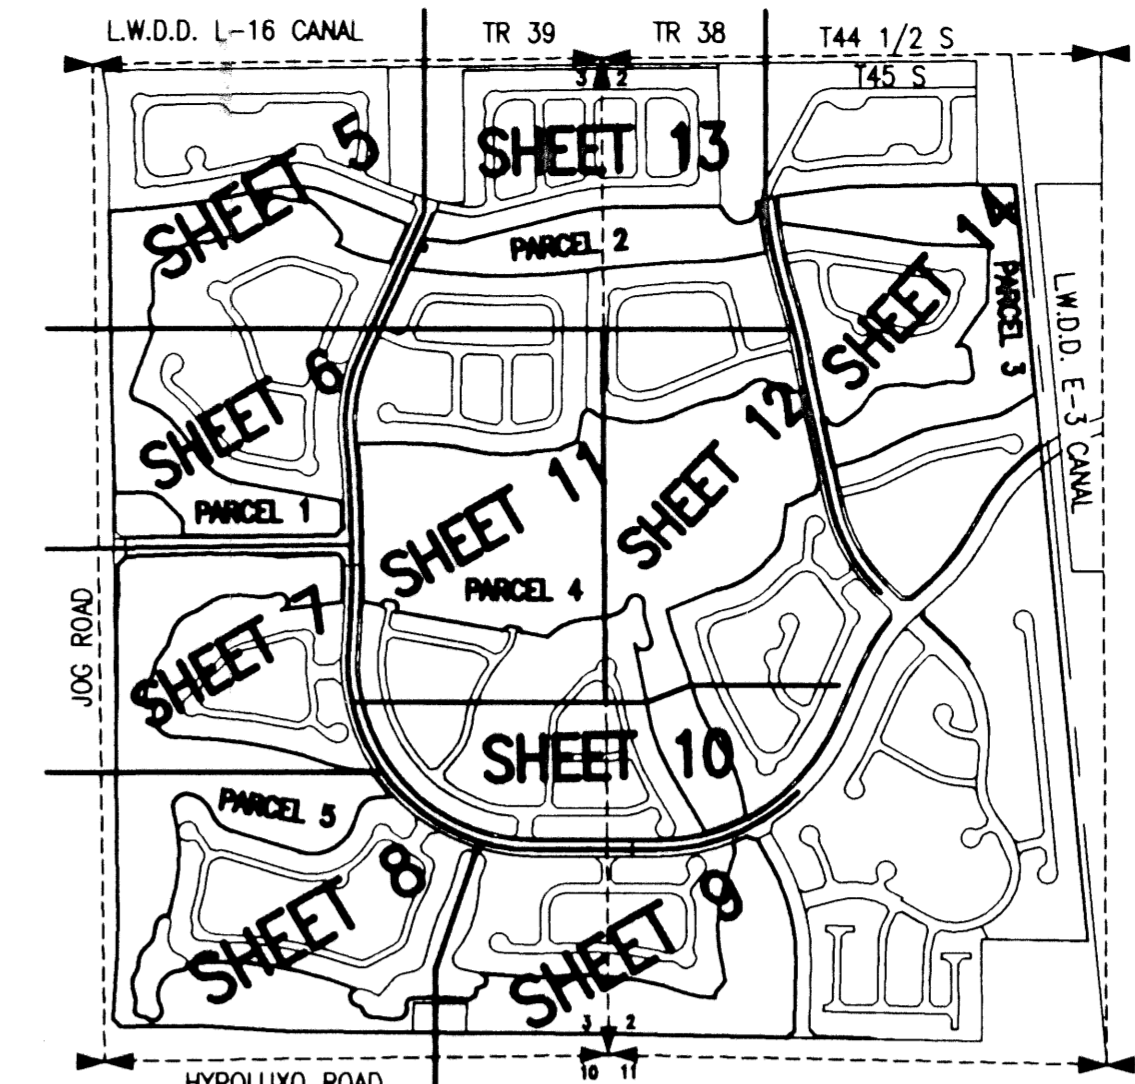 L.W.D.D. L-16 CANAL
TR 39
TR 38
T44 1/2 S
T45 S
3 2
SHEET 5
SHEET 13
SHEET 14
PARCEL 2
PARCEL 3
L.W.D.D. E-3 CANAL
SHEET 6
SHEET 12
SHEET 11
PARCEL 1
PARCEL 4
JOG ROAD
SHEET 7
SHEET 10
PARCEL 5
SHEET 8
SHEET 9
3 2
10 11
HYPOLUXO ROAD